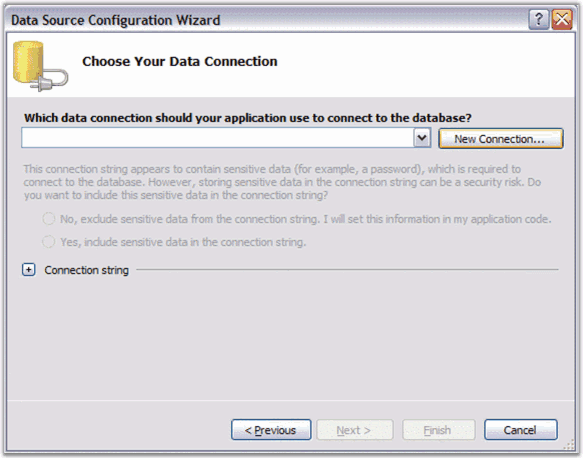 Data Source Configuration Wizard
?
Choose Your Data Connection
Which data connection should your application use to connect to the database?
New Connection...
This connection string appears to contain sensitive data (for example, a password), which is required to
connect to the database. However, storing sensitive data in the connection string can be a security risk. Do
you want to include this sensitive data in the connection string?
No, exclude sensitive data from the connection string. I will set this information in my application code.
Yes, include sensitive data in the connection string.
Connection string
< Previous
Next >
Finish
Cancel